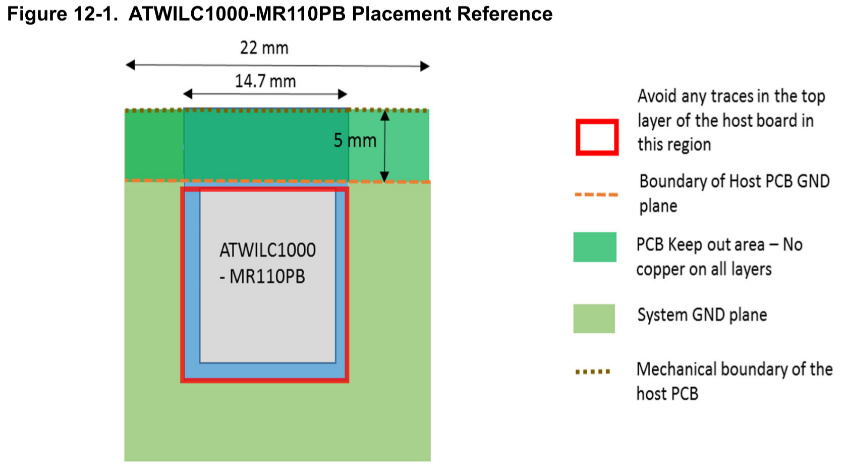 Figure 12-1. ATWILC1000-MR110PB Placement Reference
22 mm
14.7 mm
5 mm
ATWILC1000
- MR110PB
Avoid any traces in the top
layer of the host board in
this region
Boundary of Host PCB GND
plane
PCB Keep out area – No
copper on all layers
System GND plane
Mechanical boundary of the
host PCB